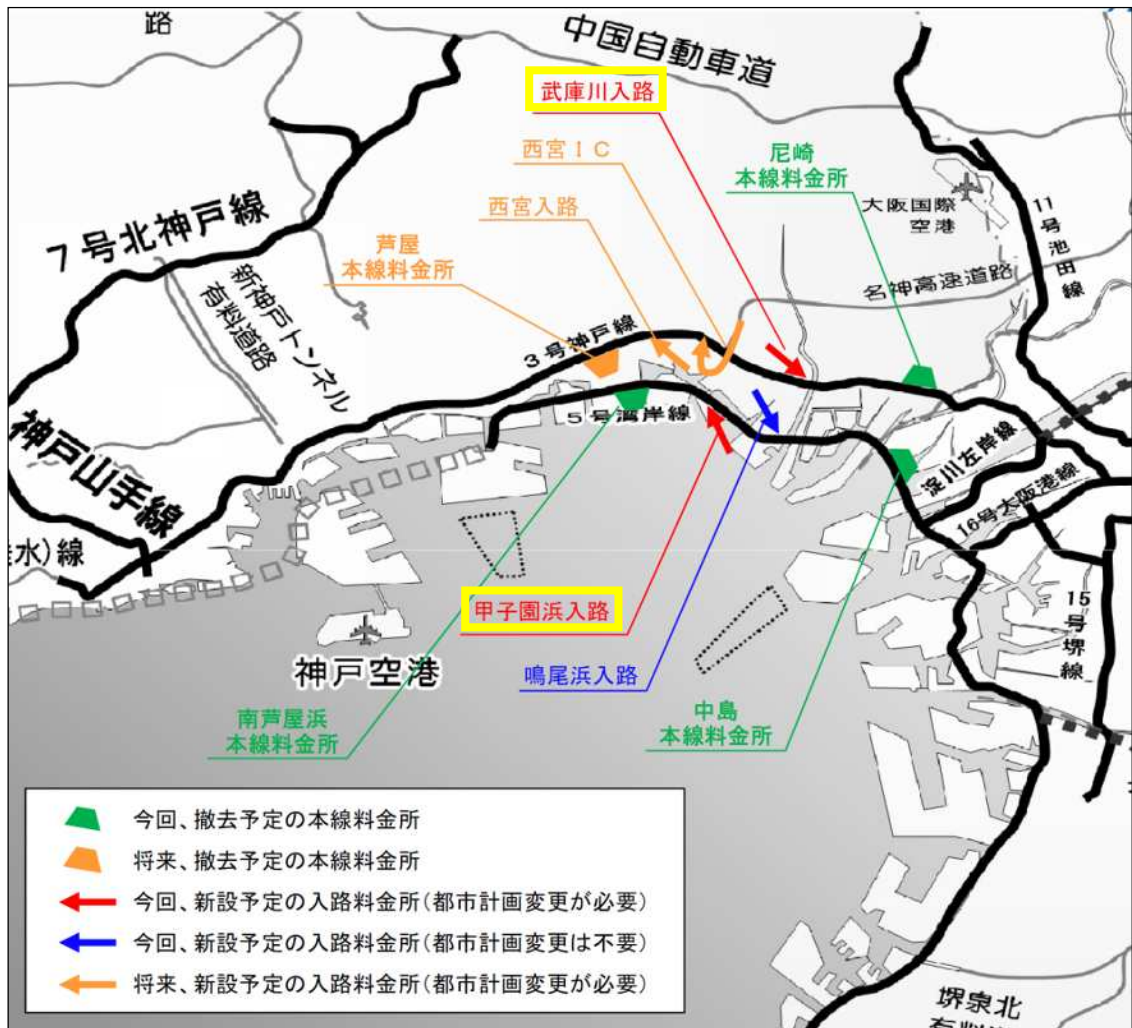 路
中国自動車道
武庫川入路
西宮IC
尼崎
本線料金所
西宮入路
大阪国際
空港
11号池田線
芦屋
本線料金所
7号北神戸線
名神高速道路
新神戸トンネル
有料道路
3号神戸線
5号湾岸線
神戸山手線
淀川左岸線
16号大阪港線
水)線
15号堺線
甲子園浜入路
神戸空港
鳴尾浜入路
南芦屋浜
本線料金所
中島
本線料金所
今回、撤去予定の本線料金所
将来、撤去予定の本線料金所
今回、新設予定の入路料金所(都市計画変更が必要)
今回、新設予定の入路料金所(都市計画変更は不要)
将来、新設予定の入路料金所(都市計画変更が必要)
堺泉北
有料